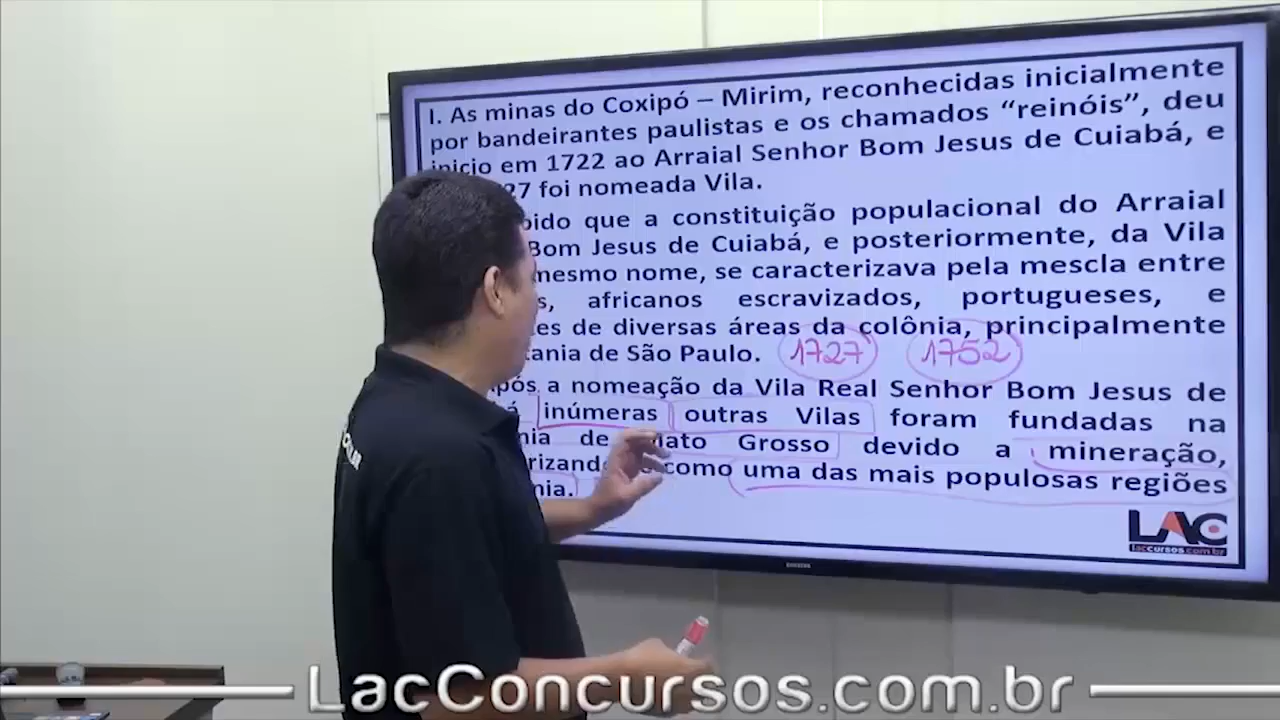 I. As minas do Coxipó – Mirim, reconhecidas inicialmente
por bandeirantes paulistas e os chamados “reinóis”, deu
início em 1722 ao Arraial Senhor Bom Jesus de Cuiabá, e
27 foi nomeada Vila.
que a constituição populacional do Arraial
Bom Jesus de Cuiabá, e posteriormente, da Vila
mesmo nome, se caracterizava pela mescla entre
africanos escravizados, portugueses, e
de diversas áreas da colônia, principalmente
de São Paulo. 1727 1752
a nomeação da Vila Real Senhor Bom Jesus de
inúmeras outras Vilas foram fundadas na
de Mato Grosso devido a mineração,
como uma das mais populosas regiões
LAC
laccursos.com.br
SAMSUNG
LacConcursos.com.br